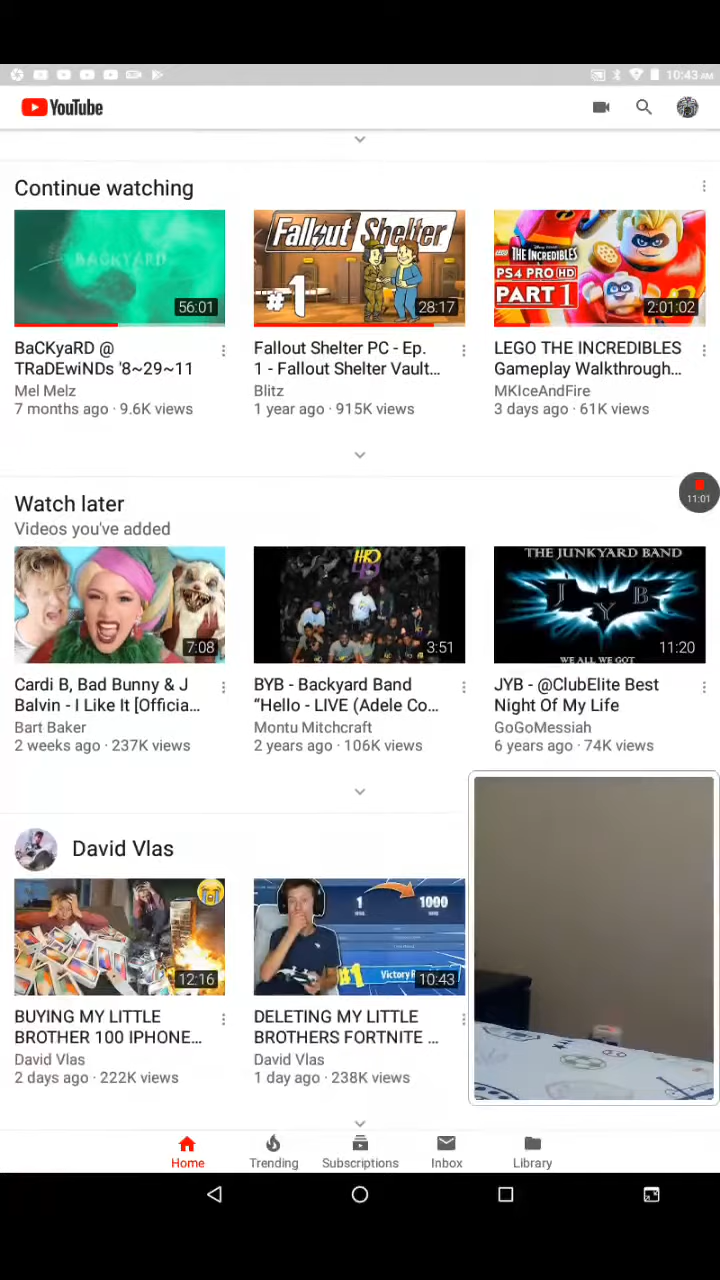 10:43 AM
YouTube
Continue watching
BACKYARD
56:01
Fallout Shelter
#1
28:17
THE INCREDIBLES
PS4 PRO HD
PART 1
2:01:02
BaCKyaRD @
TRaDEwiNDs '8~29~11
Mel Melz
7 months ago · 9.6K views
Fallout Shelter PC - Ep.
1 - Fallout Shelter Vault...
Blitz
1 year ago · 915K views
LEGO THE INCREDIBLES
Gameplay Walkthrough...
MKIceAndFire
3 days ago · 61K views
11:01
Watch later
Videos you've added
7:08
3:51
THE JUNKYARD BAND
J Y B
WE ALL WE GOT
11:20
Cardi B, Bad Bunny & J
Balvin - I Like It [Officia...
Bart Baker
2 weeks ago · 237K views
BYB - Backyard Band
“Hello - LIVE (Adele Co...
Montu Mitchcraft
2 years ago · 106K views
JYB - @ClubElite Best
Night Of My Life
GoGoMessiah
6 years ago · 74K views
David Vlas
12:16
1
1000
#1
Victory R
10:43
BUYING MY LITTLE
BROTHER 100 IPHONE...
David Vlas
2 days ago · 222K views
DELETING MY LITTLE
BROTHERS FORTNITE ...
David Vlas
1 day ago · 238K views
Home
Trending
Subscriptions
Inbox
Library